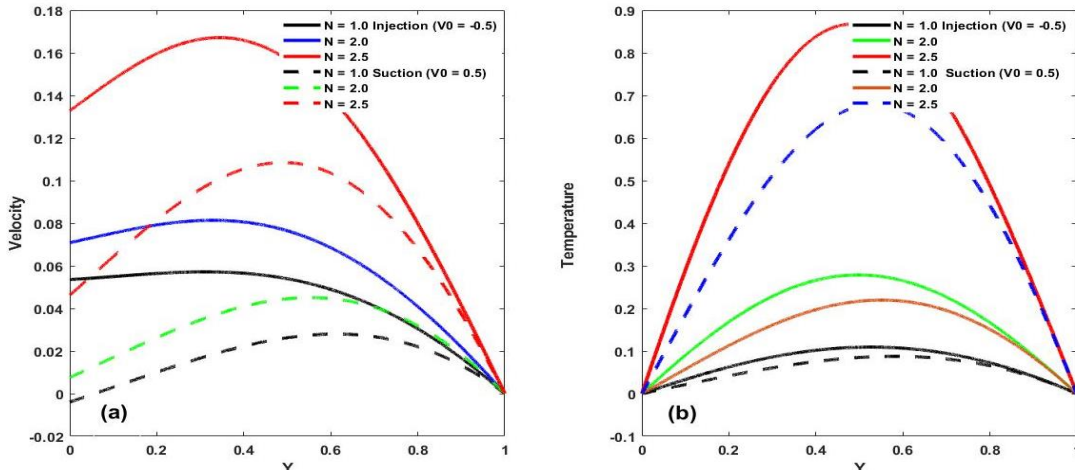 0.18
0.16
0.14
0.12
0.1
0.08
0.06
0.04
0.02
0
-0.02
Velocity
N = 1.0 Injection (V0 = -0.5)
N = 2.0
N = 2.5
N = 1.0 Suction (V0 = 0.5)
N = 2.0
N = 2.5
(a)
0 0.2 0.4 0.6 0.8 1
Y
0.9
0.8
0.7
0.6
0.5
0.4
0.3
0.2
0.1
0
-0.1
Temperature
N = 1.0 Injection (V0 = -0.5)
N = 2.0
N = 2.5
N = 1.0 Suction (V0 = 0.5)
N = 2.0
N = 2.5
(b)
0 0.2 0.4 0.6 0.8 1
Y